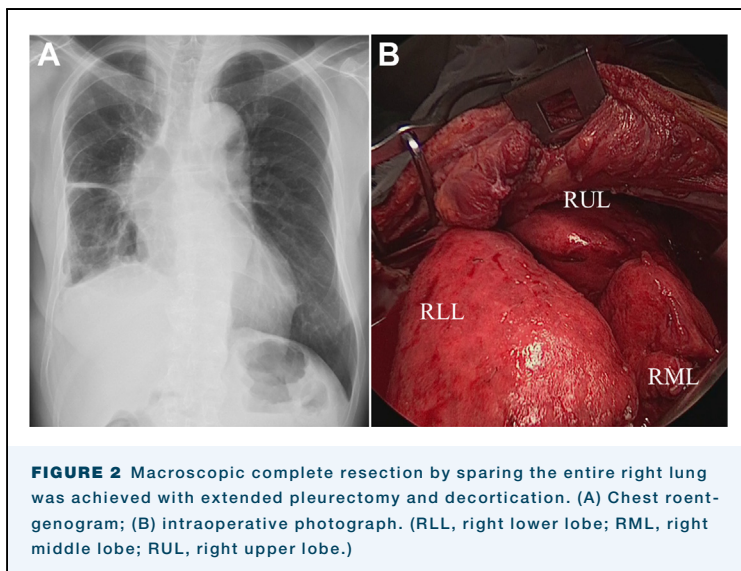 A
B
RUL
RLL
RML
FIGURE 2 Macroscopic complete resection by sparing the entire right lung
was achieved with extended pleurectomy and decortication. (A) Chest roent-
genogram; (B) intraoperative photograph. (RLL, right lower lobe; RML, right
middle lobe; RUL, right upper lobe.)